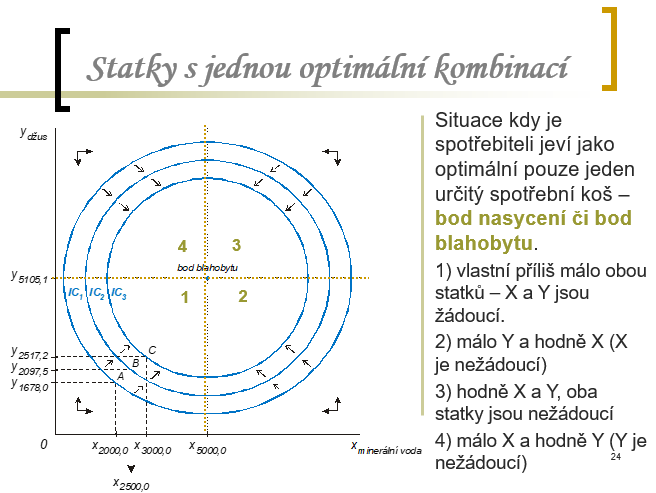 Statky s jednou optimální kombinací
y džus
4 3
bod blahobytu
y 5105,1
IC1 IC2 IC3
1 2
y 2517,2
C
y 2097,5
B
y 1678,0
A
0
x 2000,0 x 3000,0 x 5000,0 x minerální voda
x 2500,0
Situace kdy je
spotřebiteli jeví jako
optimální pouze jeden
určitý spotřební koš –
bod nasycení či bod
blahobytu.
1) vlastní příliš málo obou
statků – X a Y jsou
žádoucí.
2) málo Y a hodně X (X
je nežádoucí)
3) hodně X a Y, oba
statky jsou nežádoucí
4) málo X a hodně Y (Y je
nežádoucí)
24